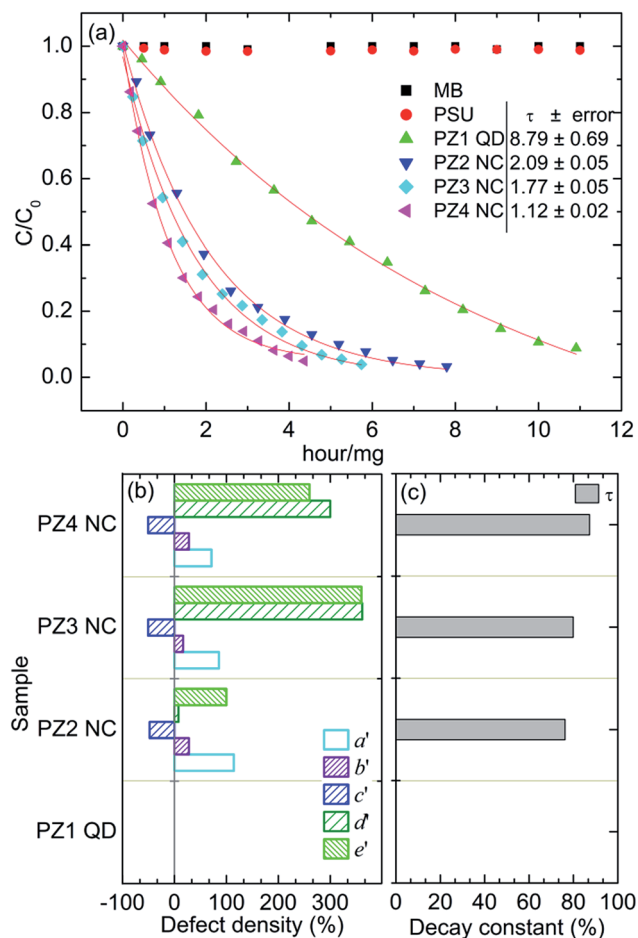 (a)
1.0
0.8
0.6
0.4
0.2
0.0
C/C0
MB
PSU τ ± error
PZ1 QD 8.79 ± 0.69
PZ2 NC 2.09 ± 0.05
PZ3 NC 1.77 ± 0.05
PZ4 NC 1.12 ± 0.02
0 2 4 6 8 10 12
hour/mg
(b)
(c)
τ
PZ4 NC
PZ3 NC
PZ2 NC
PZ1 QD
Sample
a'
b'
c'
d'
e'
-100 0 100 200 300
Defect density (%)
0 20 40 60 80 100
Decay constant (%)